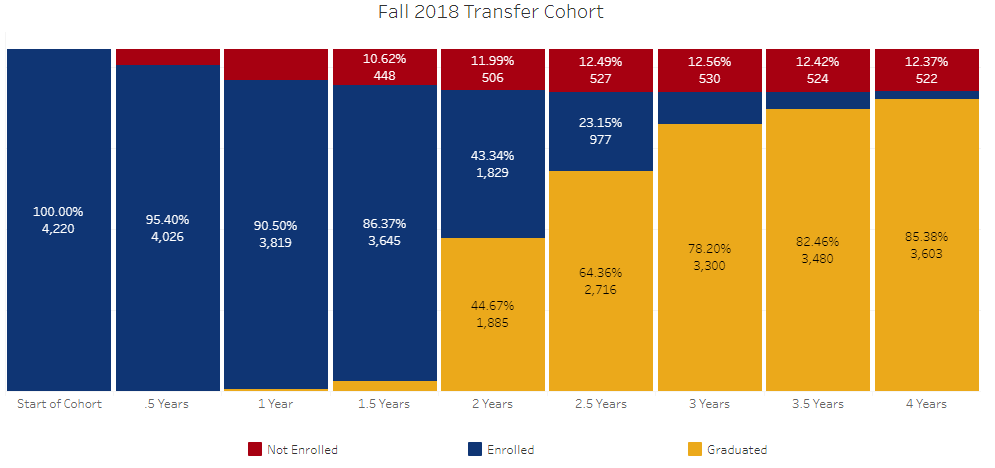 Fall 2018 Transfer Cohort
10.62%
448
11.99%
506
12.49%
527
12.56%
530
12.42%
524
12.37%
522
23.15%
977
43.34%
1,829
100.00%
4,220
95.40%
4,026
90.50%
3,819
86.37%
3,645
85.38%
3,603
82.46%
3,480
78.20%
3,300
64.36%
2,716
44.67%
1,885
Start of Cohort
.5 Years
1 Year
1.5 Years
2 Years
2.5 Years
3 Years
3.5 Years
4 Years
Not Enrolled
Enrolled
Graduated